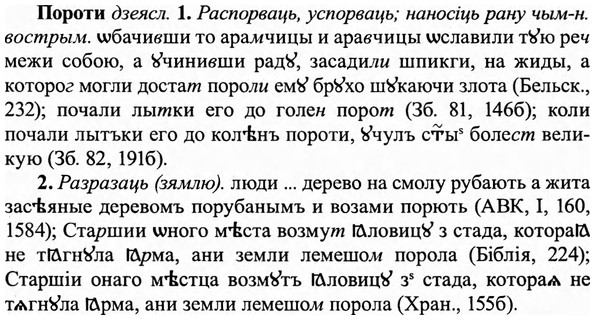 Пороти дзеясл. 1. Распорваць, успорваць; наносіць рану чым-н.
вострым. ѡбачивши то арамчицы и аравчицы ѡславили тꙋю реч
межи собою, а ꙋчинивши радꙋ, засадили шпикги, на жиды, а
которог могли достат пороли емꙋ брꙋхо шꙋкаючи злота (Бельск.,
232); почали лытки его до голен порот (Зб. 81, 146б); коли
почали лытъки его до колѣнъ пороти, ꙋчулъ ст҃ыˢ болест вели-
кую (Зб. 82, 191б).
2. Разразаць (зямлю). люди ... дерево на смолу рубають а жита
засѣяные деревомъ порубанымъ и возами порють (АВК, I, 160,
1584); Старшии ѡного мѣста возмут ꙗловицꙋ з стада, котораꙗ
не тꙗгнꙋла ꙗрма, ани земли лемешом порола (Біблія, 224);
Старшіи онаго мѣстца возмꙋтъ ꙗловицꙋ зˢ стада, котораѧ не
тѧгнꙋла ꙗрма, ани земли лемешом порола (Хран., 155б).